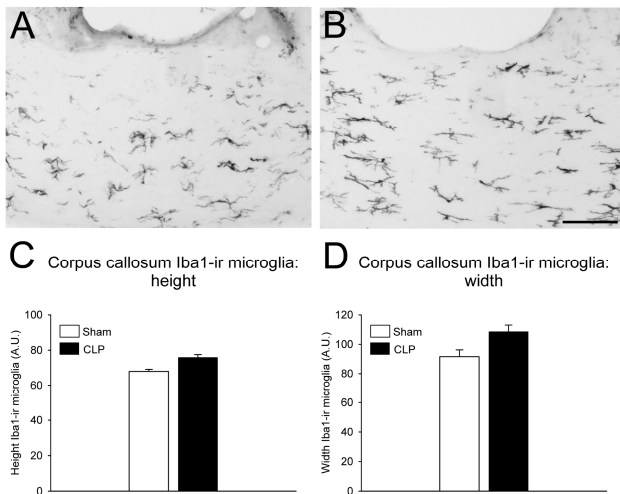 A
B
C Corpus callosum Iba1-ir microglia:
height
100
80
60
40
20
0
Height Iba1-ir microglia (A.U.)
Sham
CLP
D Corpus callosum Iba1-ir microglia:
width
120
100
80
60
40
20
0
Width Iba1-ir microglia (A.U.)
Sham
CLP